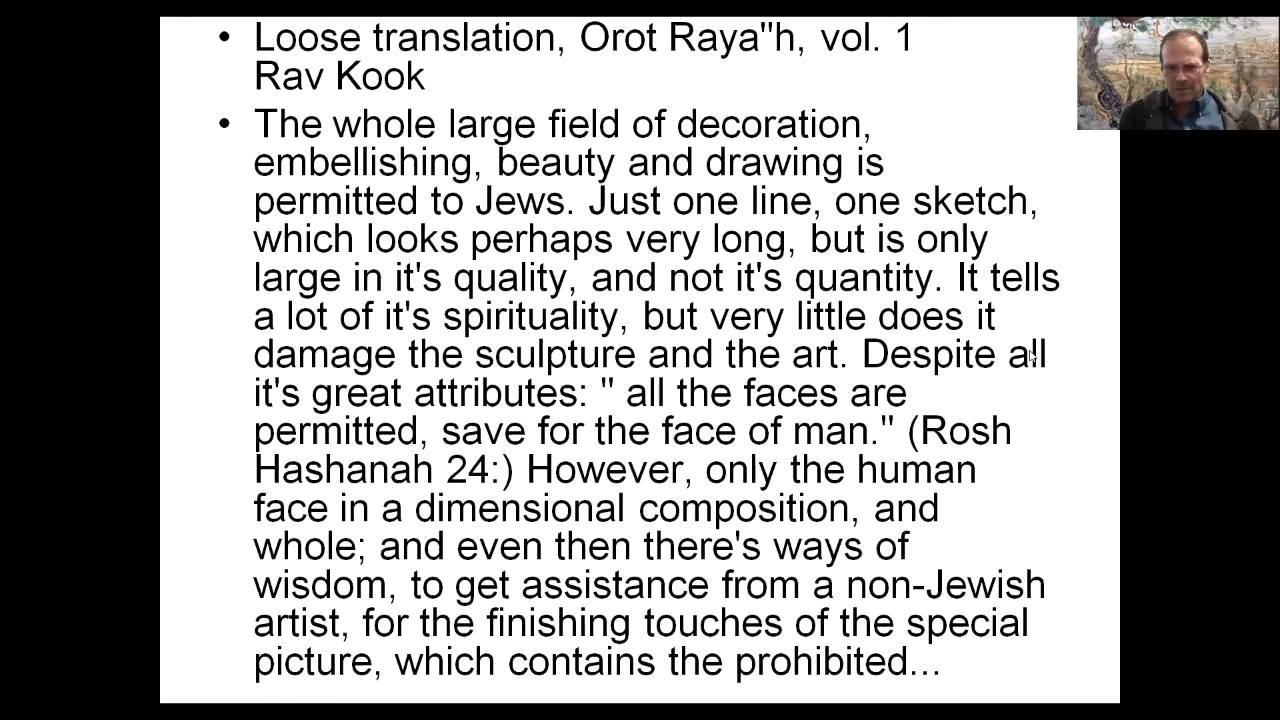 • Loose translation, Orot Raya"h, vol. 1
Rav Kook
• The whole large field of decoration,
embellishing, beauty and drawing is
permitted to Jews. Just one line, one sketch,
which looks perhaps very long, but is only
large in it's quality, and not it's quantity. It tells
a lot of it's spirituality, but very little does it
damage the sculpture and the art. Despite all
it's great attributes: " all the faces are
permitted, save for the face of man." (Rosh
Hashanah 24:) However, only the human
face in a dimensional composition, and
whole; and even then there's ways of
wisdom, to get assistance from a non-Jewish
artist, for the finishing touches of the special
picture, which contains the prohibited...